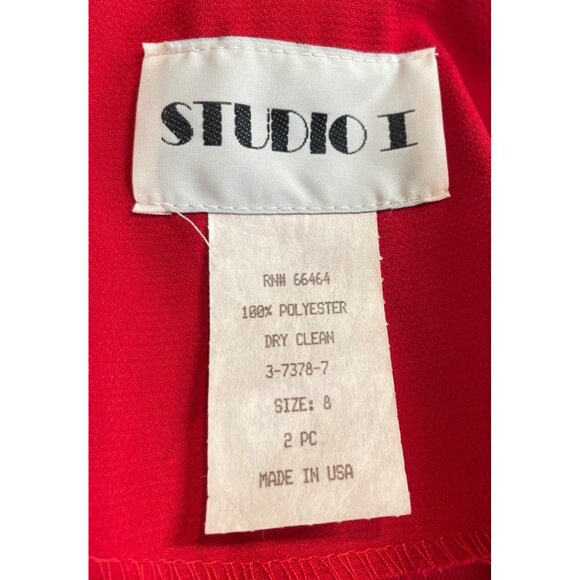 STUDIO I
RN# 66464
100% POLYESTER
DRY CLEAN
3-7378-7
SIZE: 8
2 PC
MADE IN USA